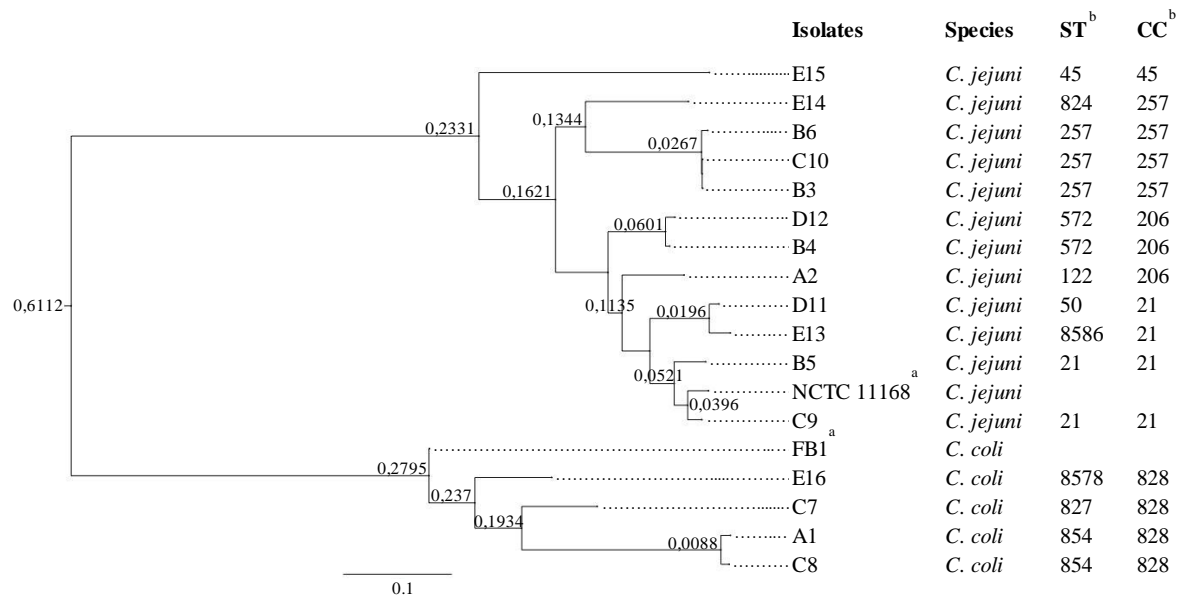 Isolates Species ST b CC b
E15 C. jejuni 45 45
E14 C. jejuni 824 257
0,1344
0,2331 B6 C. jejuni 257 257
0,0267
C10 C. jejuni 257 257
B3 C. jejuni 257 257
0,1621
D12 C. jejuni 572 206
0,0601
B4 C. jejuni 572 206
A2 C. jejuni 122 206
0,6112 0,1135 D11 C. jejuni 50 21
0,0196
E13 C. jejuni 8586 21
B5 C. jejuni 21 21
0,0521
NCTC 11168 a C. jejuni
0,0396
C9 C. jejuni 21 21
FB1 a C. coli
0,2795
E16 C. coli 8578 828
0,237
C7 C. coli 827 828
0,1934
A1 C. coli 854 828
0,0088
C8 C. coli 854 828
0.1